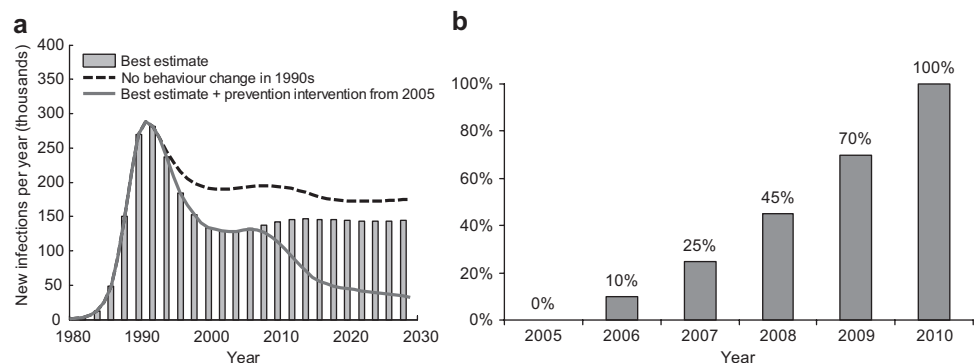 a
New infections per year (thousands)
400
350
300
250
200
150
100
50
0
Best estimate
No behaviour change in 1990s
Best estimate + prevention intervention from 2005
1980 1990 2000 2010 2020 2030
Year
b
100%
80%
60%
40%
20%
0%
0%
10%
25%
45%
70%
100%
2005 2006 2007 2008 2009 2010
Year